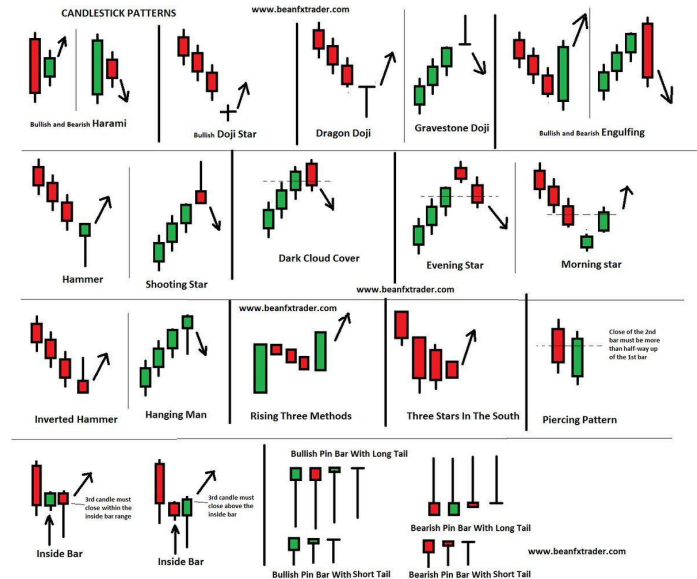 CANDLESTICK PATTERNS
www.beanfxtrader.com
Bullish and Bearish Harami
Bullish Doji Star
Dragon Doji
Gravestone Doji
Bullish and Bearish Engulfing
Hammer
Shooting Star
Dark Cloud Cover
Evening Star
Morning star
www.beanfxtrader.com
www.beanfxtrader.com
Inverted Hammer
Hanging Man
Rising Three Methods
Three Stars In The South
Close of the 2nd
bar must be more
than half-way up
of the 1st bar
Piercing Pattern
3rd candle must
close within the
inside bar range
Inside Bar
3rd candle must
close above the
inside bar
Inside Bar
Bullish Pin Bar With Long Tail
Bearish Pin Bar With Long Tail
Bullish Pin Bar With Short Tail
Bearish Pin Bar With Short Tail
www.beanfxtrader.com